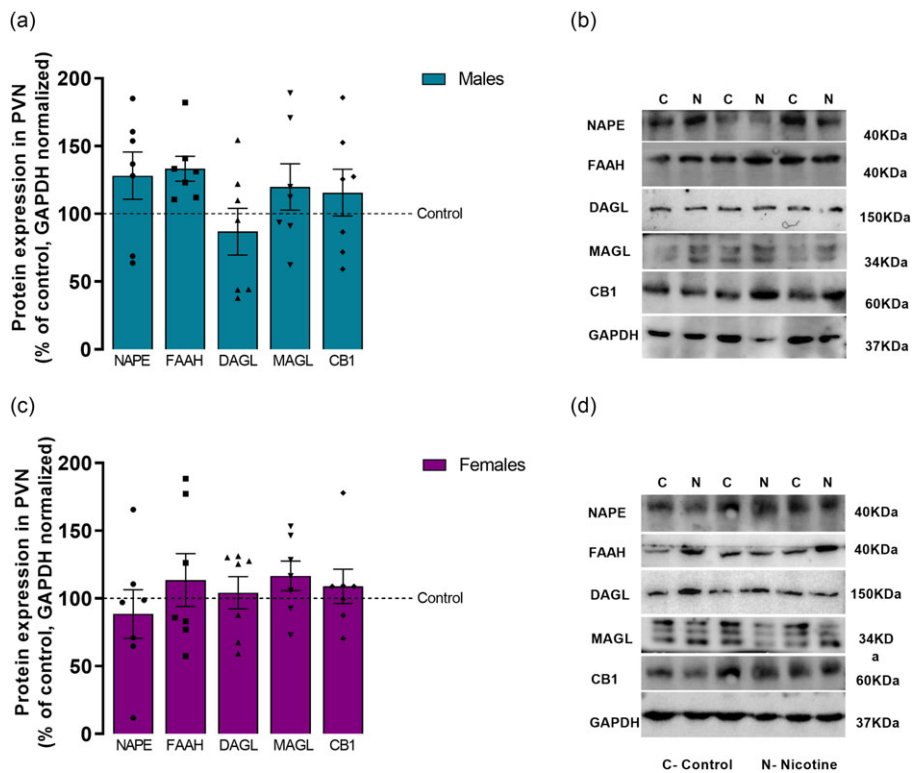 (a)
Protein expression in PVN
(% of control, GAPDH normalized)
200
150
100
50
0
Males
Control
NAPE FAAH DAGL MAGL CB1
(b)
C N C N C N
NAPE 40KDa
FAAH 40KDa
DAGL 150KDa
MAGL 34KDa
CB1 60KDa
GAPDH 37KDa
(c)
Protein expression in PVN
(% of control, GAPDH normalized)
200
150
100
50
0
Females
Control
NAPE FAAH DAGL MAGL CB1
(d)
C N C N C N
NAPE 40KDa
FAAH 40KDa
DAGL 150KDa
MAGL 34KD
a
CB1 60KDa
GAPDH 37KDa
C- Control N- Nicotine